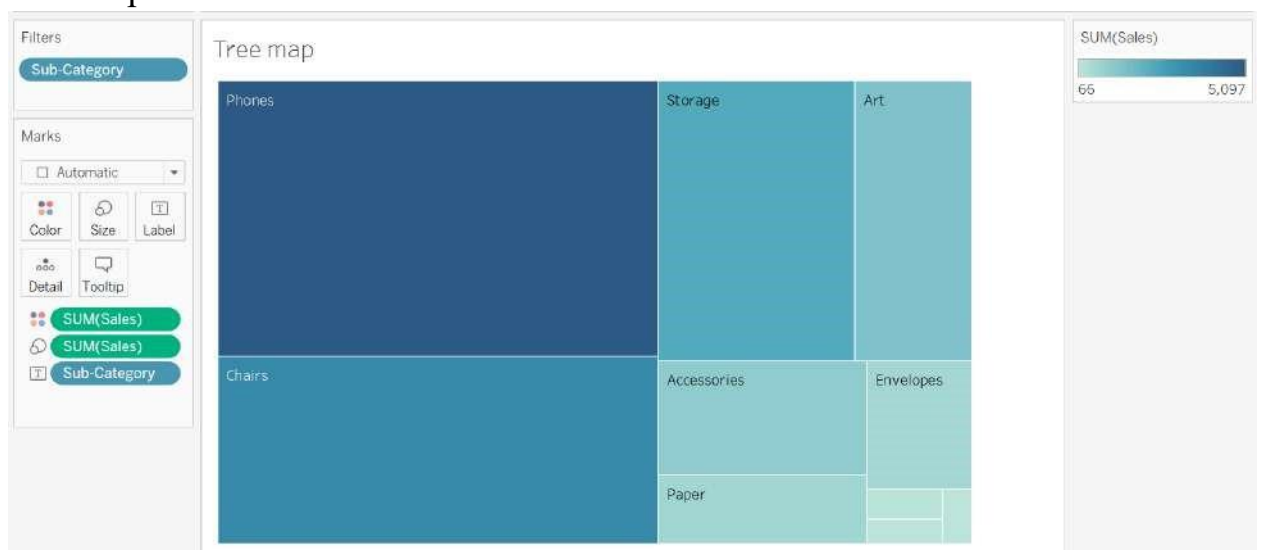 Filters
Sub-Category
Marks
Automatic
Color Size Label
Detail Tooltip
SUM(Sales)
SUM(Sales)
T Sub-Category
Tree map
Phones
Storage
Art
Chairs
Accessories
Envelopes
Paper
SUM(Sales)
66 5,097